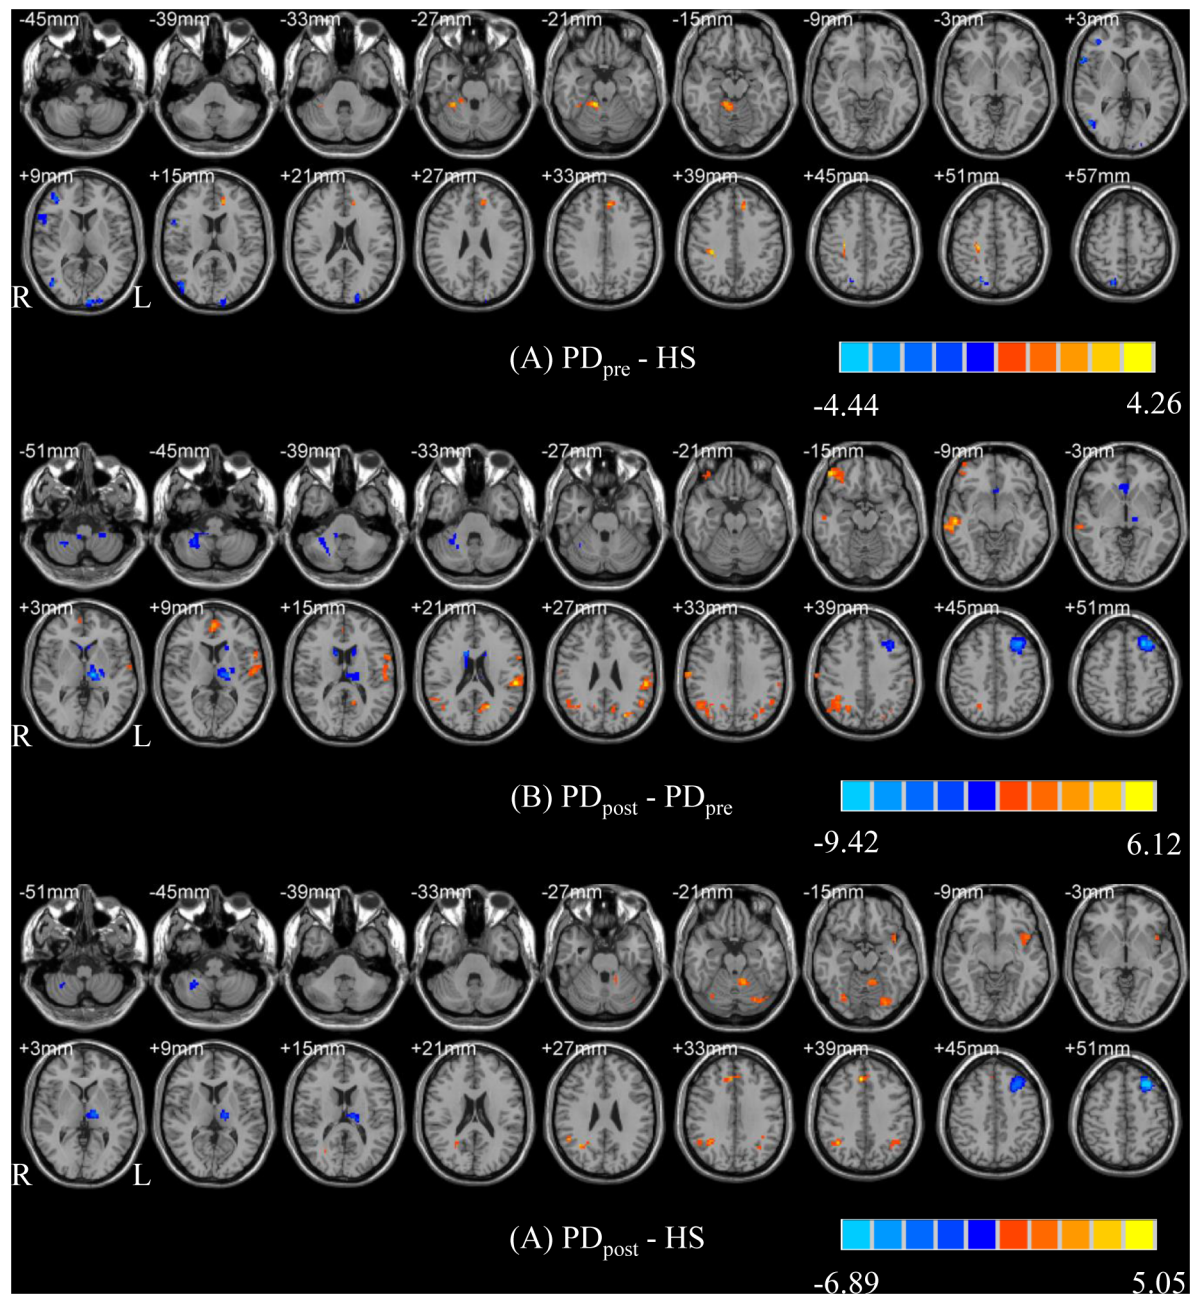 -45mm -39mm -33mm -27mm -21mm -15mm -9mm -3mm +3mm
+9mm +15mm +21mm +27mm +33mm +39mm +45mm +51mm +57mm
R L
(A) PDpre - HS
-4.44 4.26
-51mm -45mm -39mm -33mm -27mm -21mm -15mm -9mm -3mm
+3mm +9mm +15mm +21mm +27mm +33mm +39mm +45mm +51mm
R L
(B) PDpost - PDpre
-9.42 6.12
-51mm -45mm -39mm -33mm -27mm -21mm -15mm -9mm -3mm
+3mm +9mm +15mm +21mm +27mm +33mm +39mm +45mm +51mm
R L
(A) PDpost - HS
-6.89 5.05